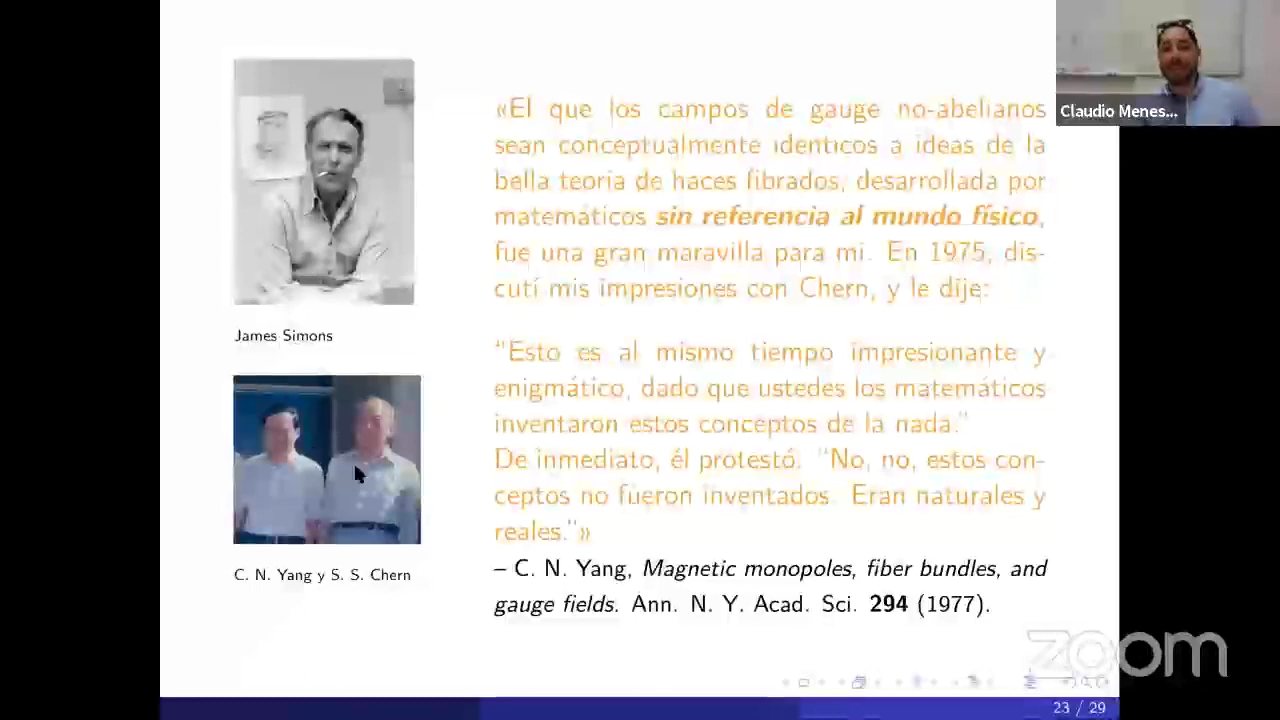 Claudio Menes...
«El que los campos de gauge no-abelianos
sean conceptualmente identicos a ideas de la
bella teoria de haces fibrados, desarrollada por
matemáticos sin referencia al mundo físico,
fue una gran maravilla para mi. En 1975, dis-
cutí mis impresiones con Chern, y le dije:
"Esto es al mismo tiempo impresionante y
enigmático, dado que ustedes los matemáticos
inventaron estos conceptos de la nada."
De inmediato, él protestó. "No, no, estos con-
ceptos no fueron inventados. Eran naturales y
reales."»
– C. N. Yang, Magnetic monopoles, fiber bundles, and
gauge fields. Ann. N. Y. Acad. Sci. 294 (1977).
James Simons
C. N. Yang y S. S. Chern
zoom
23 / 29